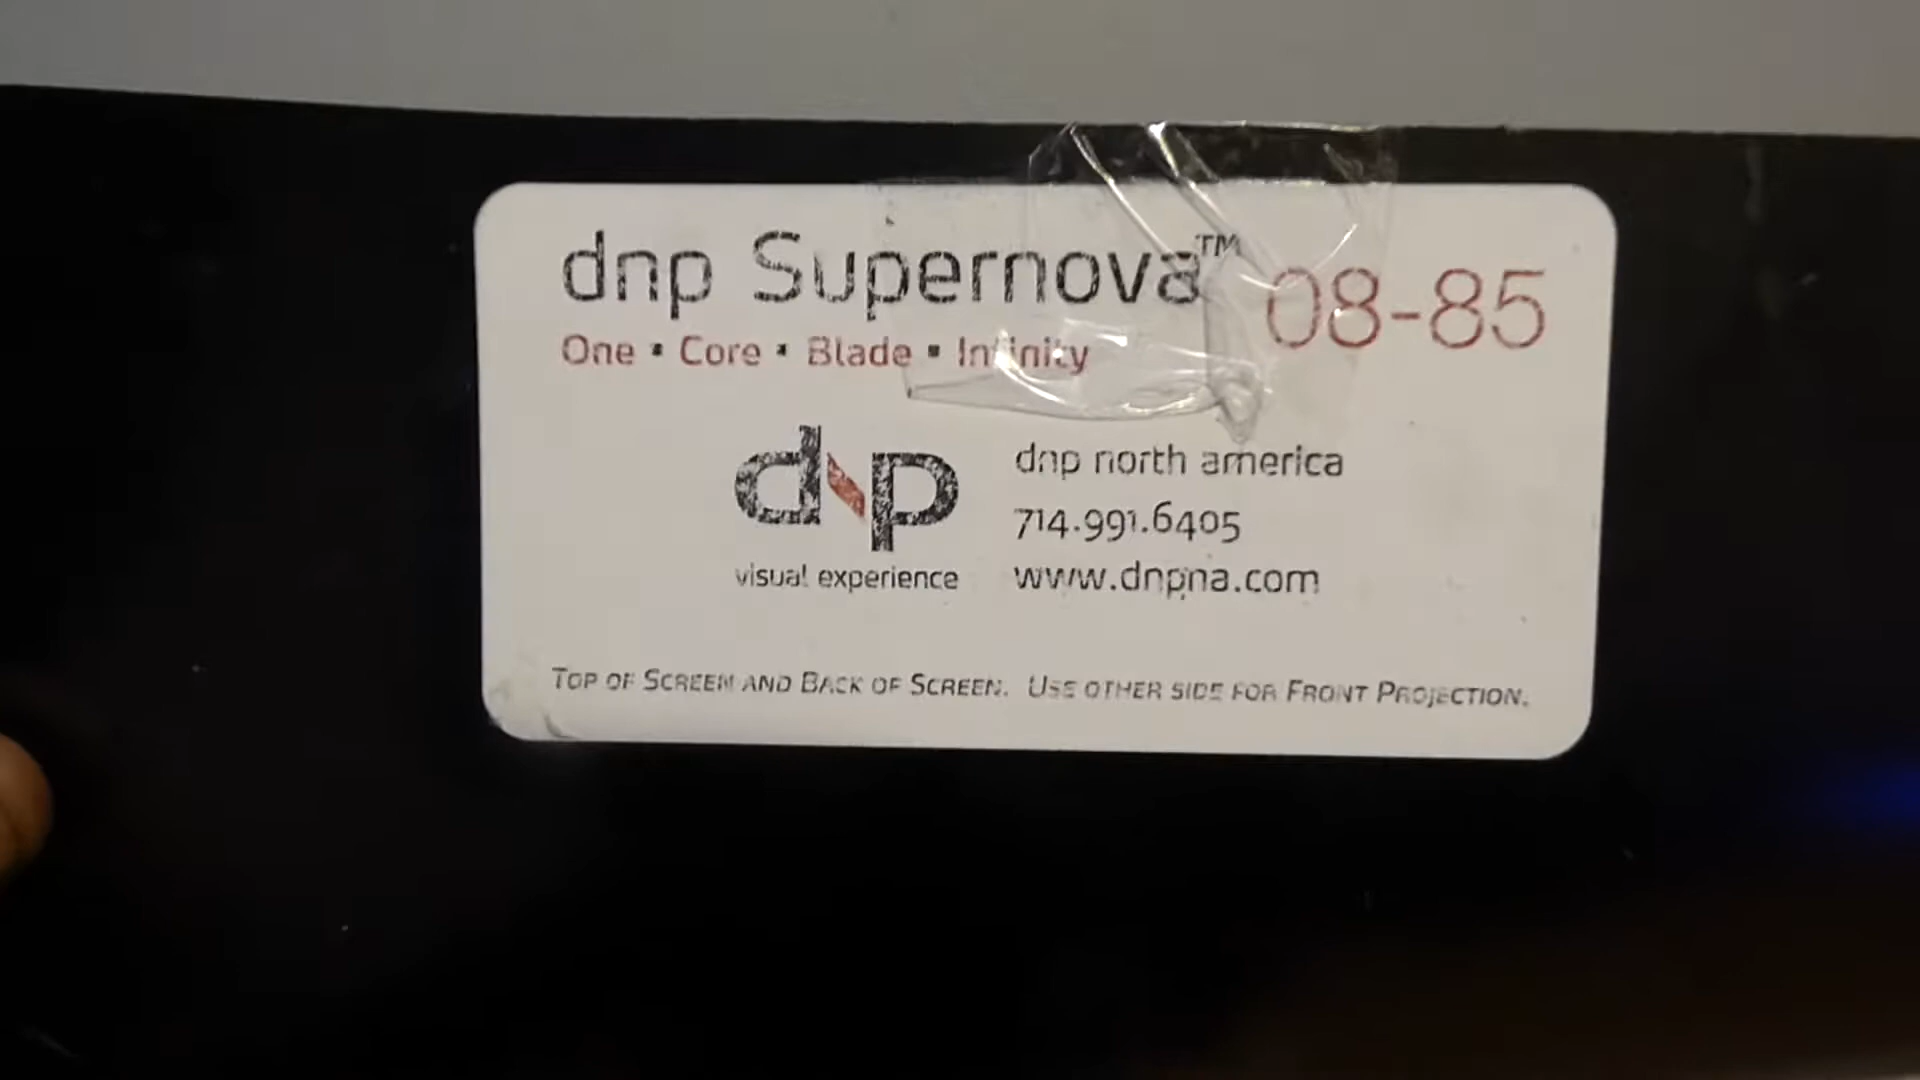 dnp Supernova™ 08-85
One ▪ Core ▪ Blade ▪ Infinity
dnp
visual experience
dnp north america
714.991.6405
www.dnpna.com
TOP OF SCREEN AND BACK OF SCREEN. USE OTHER SIDE FOR FRONT PROJECTION.